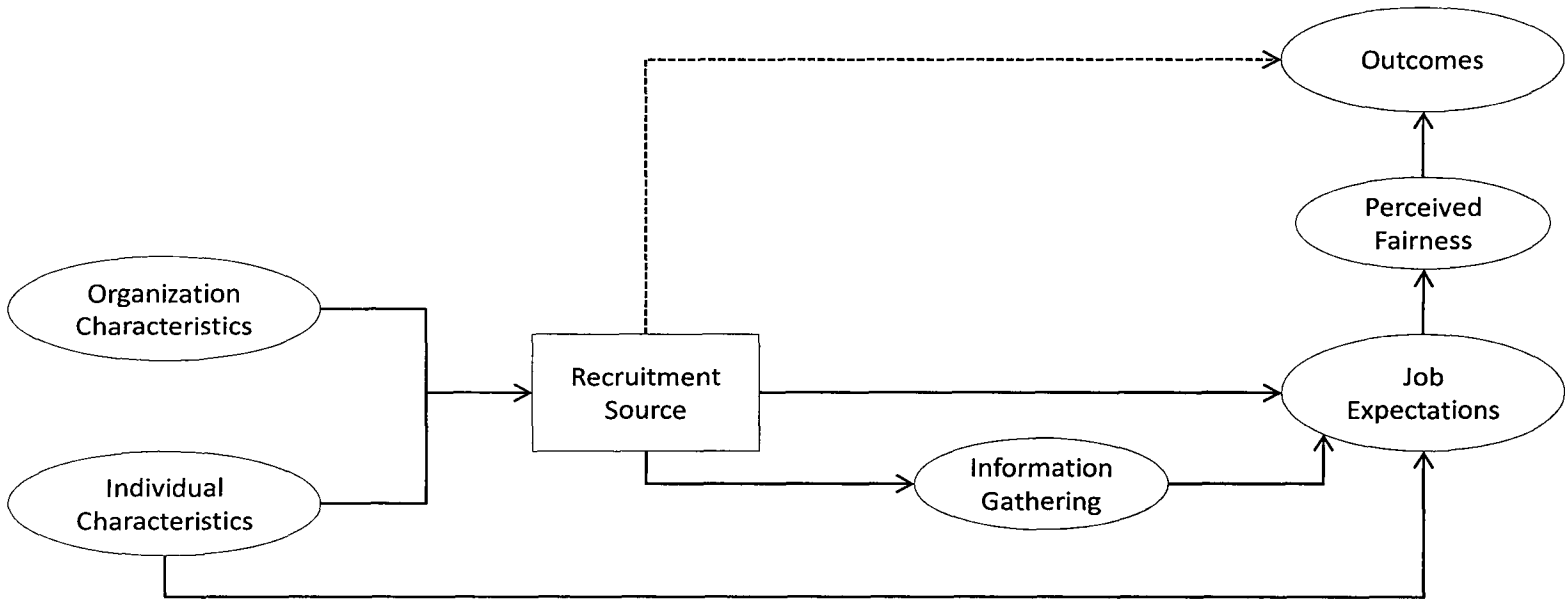 Outcomes
Perceived
Fairness
Organization
Characteristics
Recruitment
Source
Job
Expectations
Information
Gathering
Individual
Characteristics